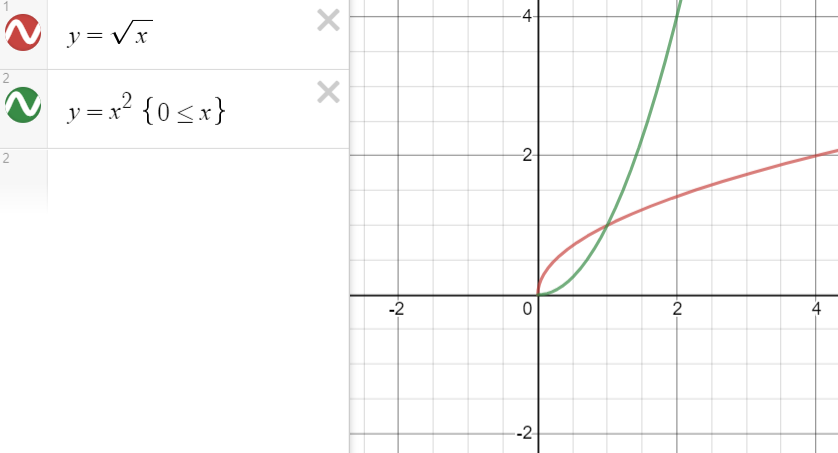 1
y = √x
2
y = x² {0 ≤ x}
2
4
2
-2 0 2 4
-2